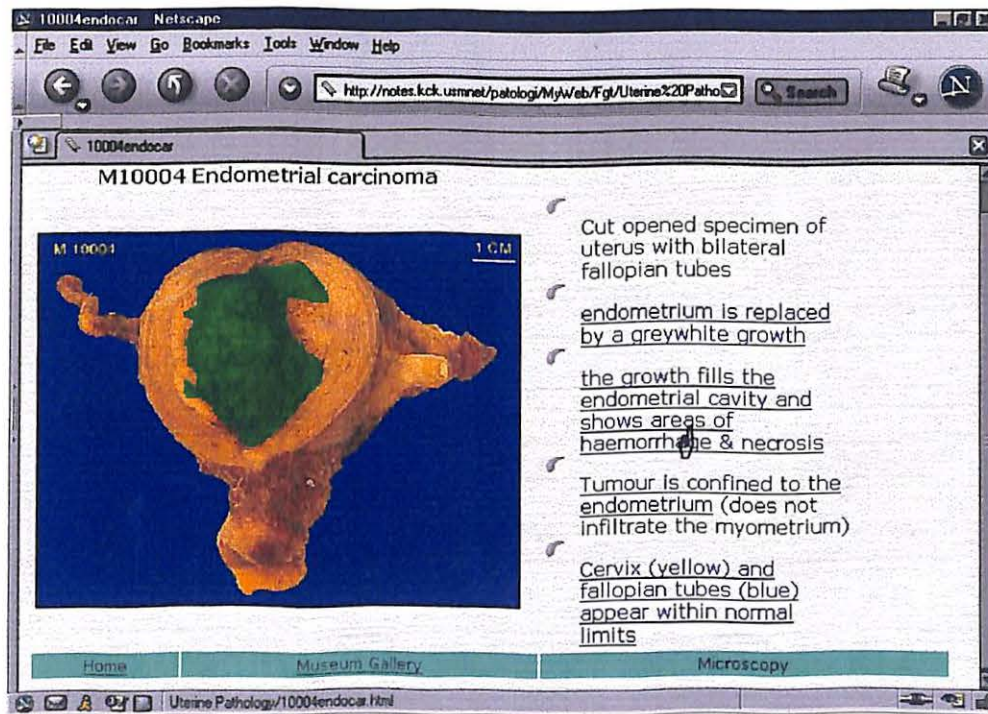 10004endocar Netscape
File Edit View Go Bookmarks Tools Window Help
http://notes.kck.usmnet/patologi/MyWeb/Fgt/Uterine%20Patho
Search
N
10004endocar
M10004 Endometrial carcinoma
M 10004
1 CM
Cut opened specimen of
uterus with bilateral
fallopian tubes
endometrium is replaced
by a greywhite growth
the growth fills the
endometrial cavity and
shows areas of
haemorrhage & necrosis
Tumour is confined to the
endometrium (does not
infiltrate the myometrium)
Cervix (yellow) and
fallopian tubes (blue)
appear within normal
limits
Home
Museum Gallery
Microscopy
Uterine Pathology/10004endocar.html